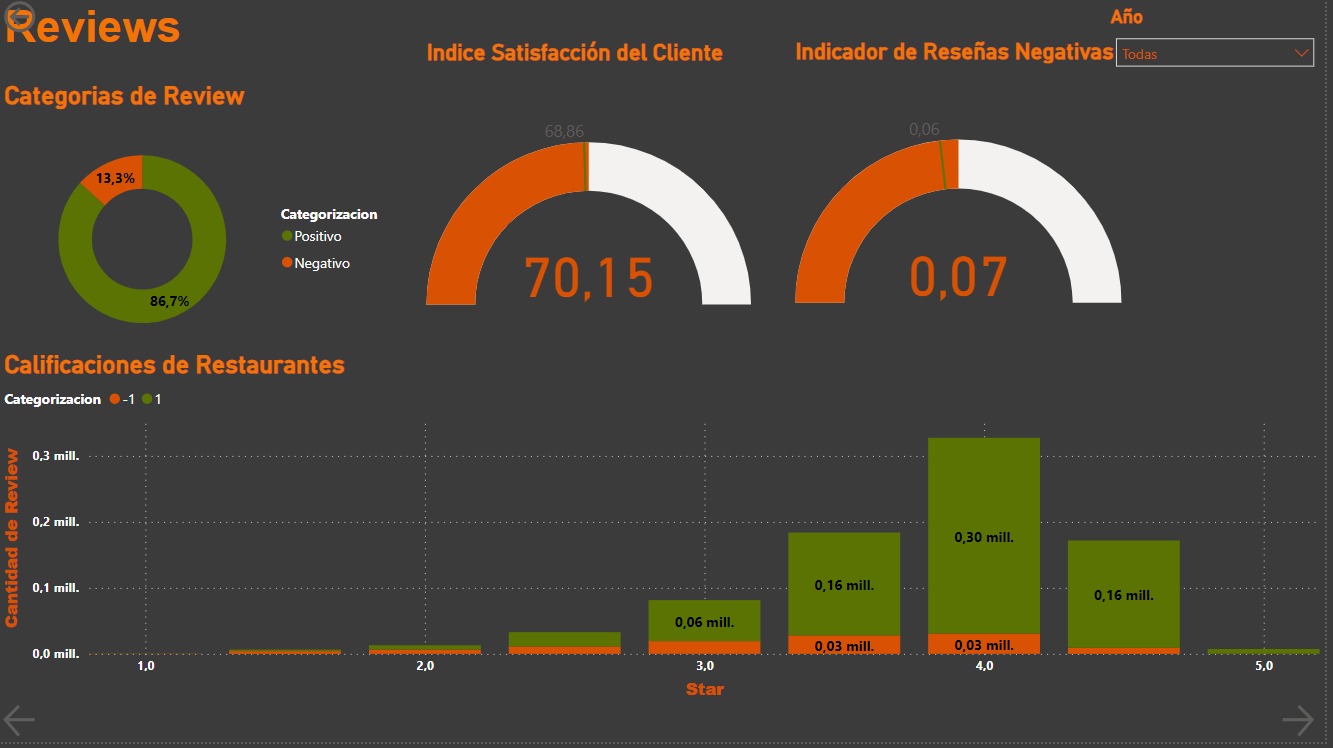 Reviews
Año
Indice Satisfacción del Cliente
Indicador de Reseñas Negativas
Todas
Categorias de Review
68,86
0,06
13,3%
86,7%
Categorizacion
Positivo
Negativo
70,15
0,07
Calificaciones de Restaurantes
Categorizacion -1 1
Cantidad de Review
0,3 mill.
0,2 mill.
0,1 mill.
0,0 mill.
0,06 mill.
0,16 mill.
0,03 mill.
0,30 mill.
0,03 mill.
0,16 mill.
1,0 2,0 3,0 4,0 5,0
Star